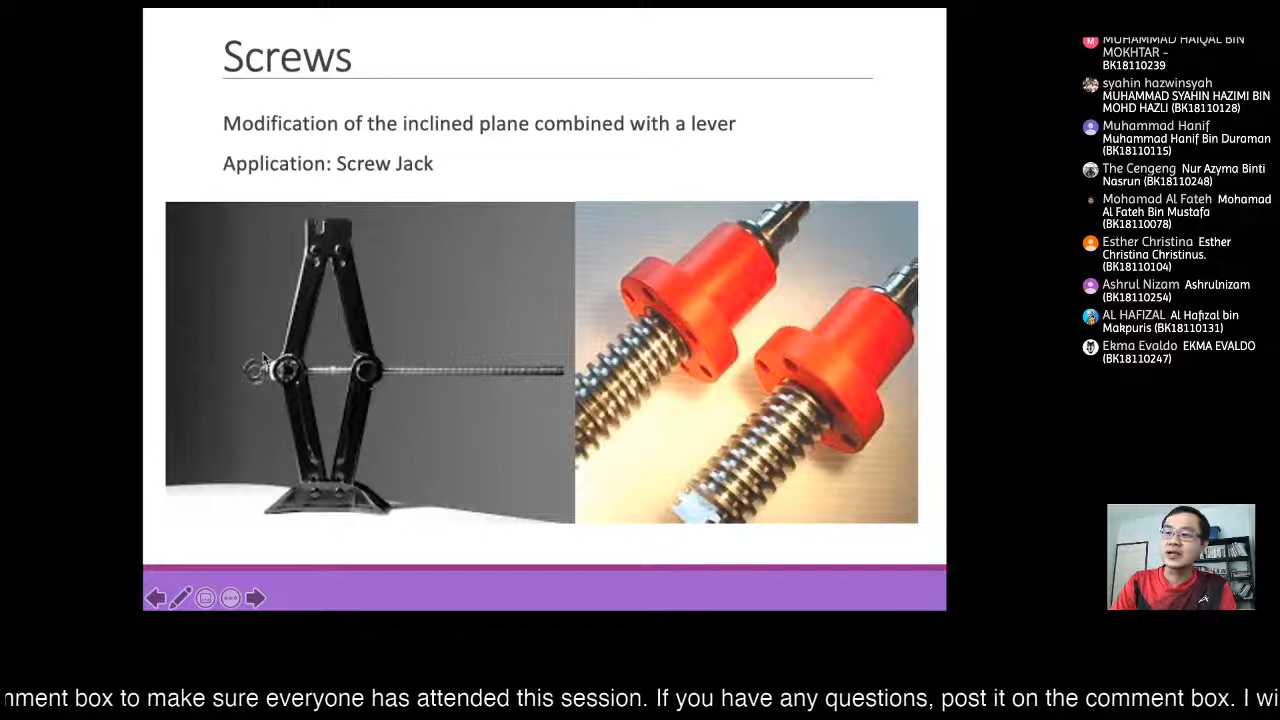 Screws
Modification of the inclined plane combined with a lever
Application: Screw Jack
MUHAMMAD HAIQAL BIN
MOKHTAR -
BK18110239
syahin hazwinsyah
MUHAMMAD SYAHIN HAZIMI BIN
MOHD HAZLI (BK18110128)
Muhammad Hanif
Muhammad Hanif Bin Duraman
(BK18110115)
The Cengeng Nur Azyma Binti
Nasrun (BK18110248)
Mohamad Al Fateh Mohamad
Al Fateh Bin Mustafa
(BK18110078)
Esther Christina Esther
Christina Christinus.
(BK18110104)
Ashrul Nizam Ashrulnizam
(BK18110254)
AL HAFIZAL Al Hafızal bin
Makpuris (BK18110131)
Ekma Evaldo EKMA EVALDO
(BK18110247)
nment box to make sure everyone has attended this session. If you have any questions, post it on the comment box. I wi